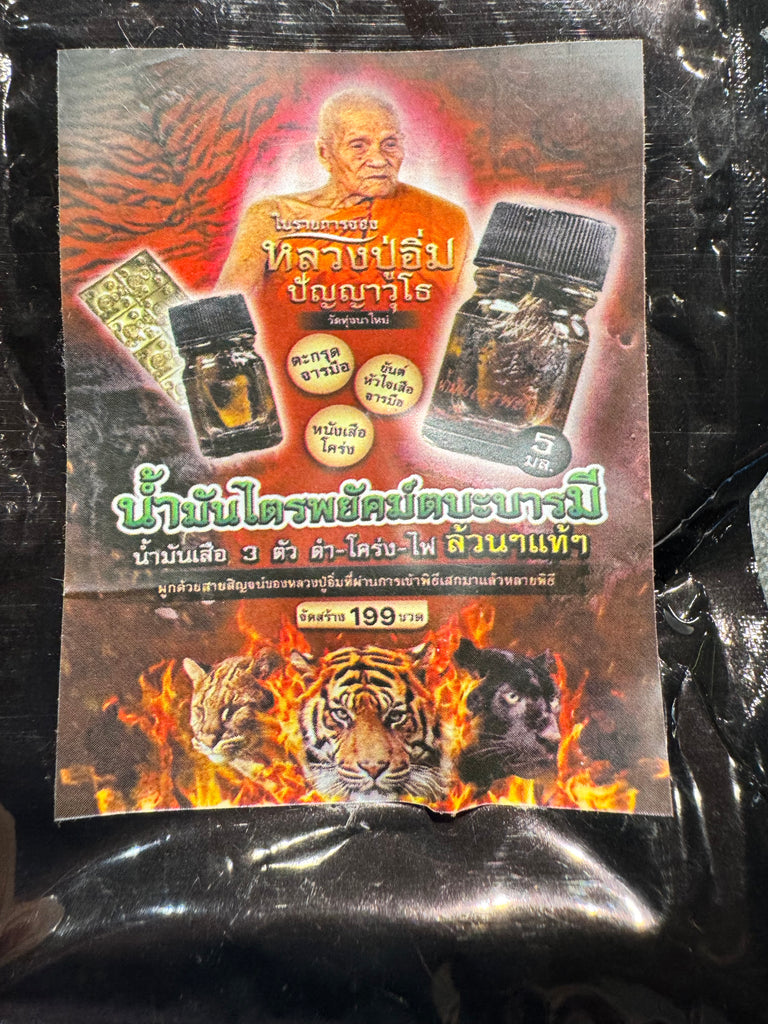 ในรายการจอง
หลวงปู่อิ่ม
ปัญญาวุโธ
วัดทุ่งนาใหม่
ตะกรุด
จารมือ
ยันต์
หัวใจเสือ
จารมือ
หนังเสือ
โคร่ง
5
มล.
น้ำมันไตรพยัคม์ตบะบารมี
น้ำมันเสือ 3 ตัว ดำ-โคร่ง-ไฟ ล้วนๆแท้ๆ
ผูกด้วยสายสิญจน์ของหลวงปู่อิ่มที่ผ่านการเข้าพิธีเสกมาแล้วหลายพิธี
จัดสร้าง 199 ขวด